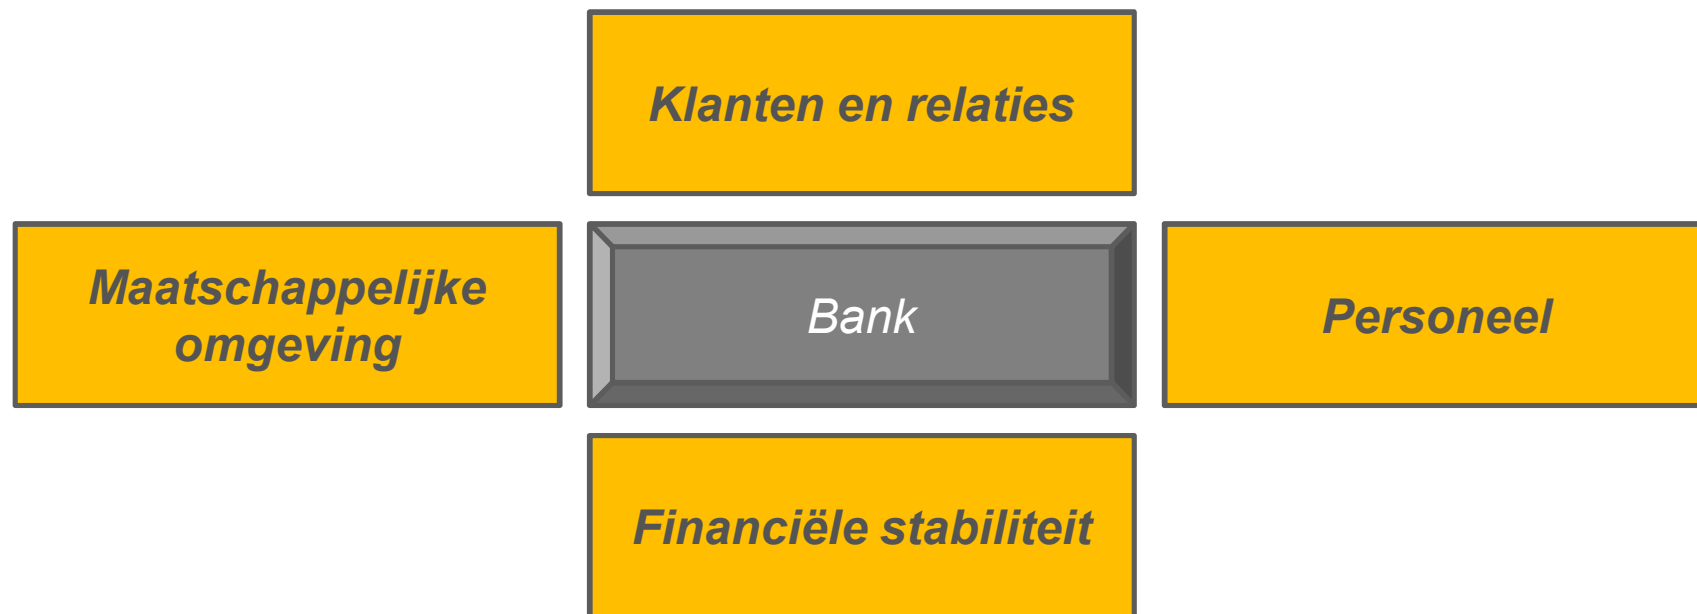 Klanten en relaties
Maatschappelijke
omgeving
Bank
Personeel
Financiële stabiliteit